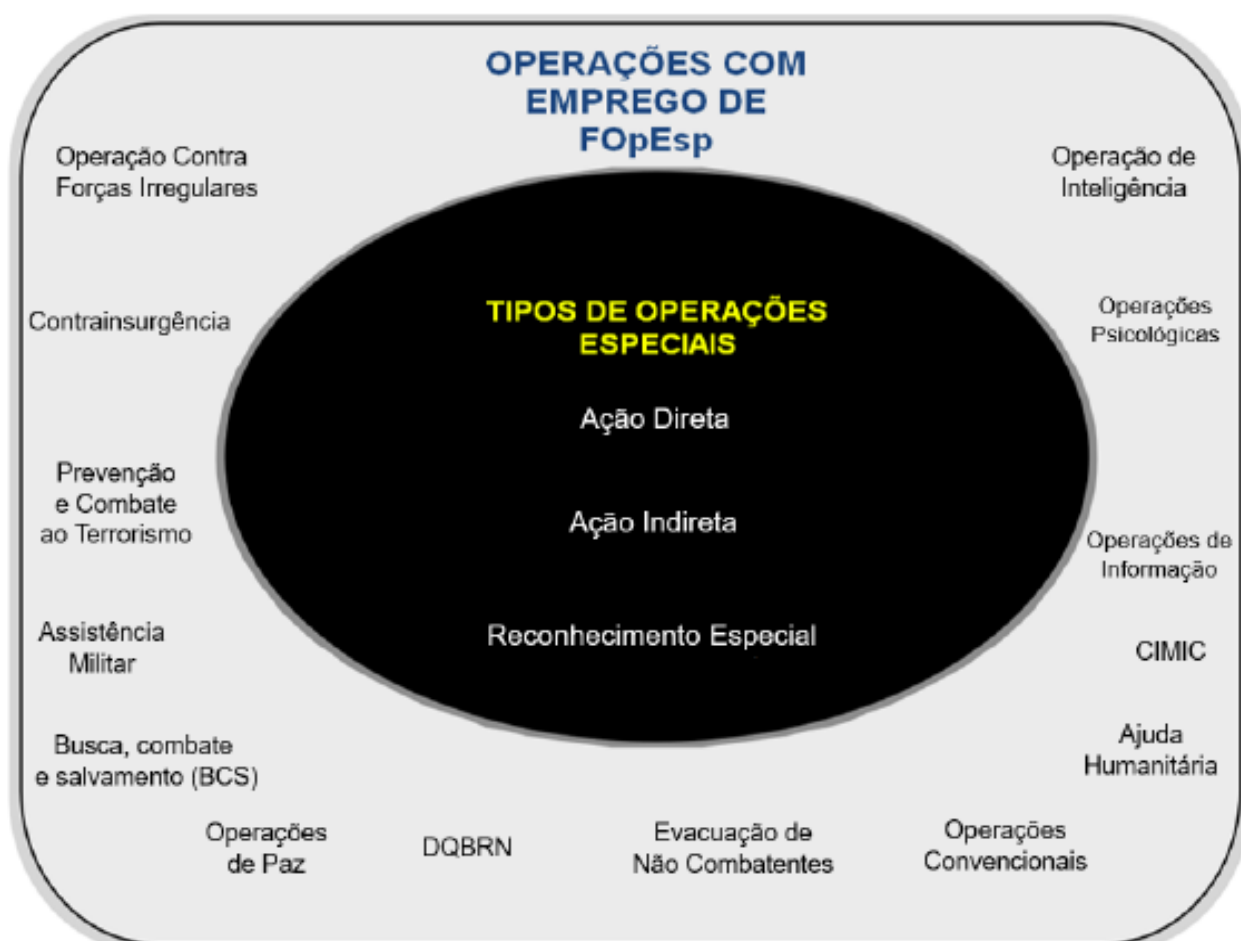 OPERAÇÕES COM
EMPREGO DE
FOpEsp
Operação Contra
Forças Irregulares
Operação de
Inteligência
Contrainsurgência
Operações
Psicológicas
TIPOS DE OPERAÇÕES
ESPECIAIS
Ação Direta
Ação Indireta
Reconhecimento Especial
Prevenção
e Combate
ao Terrorismo
Operações de
Informação
Assistência
Militar
CIMIC
Busca, combate
e salvamento (BCS)
Ajuda
Humanitária
Operações
de Paz
DQBRN
Evacuação de
Não Combatentes
Operações
Convencionais